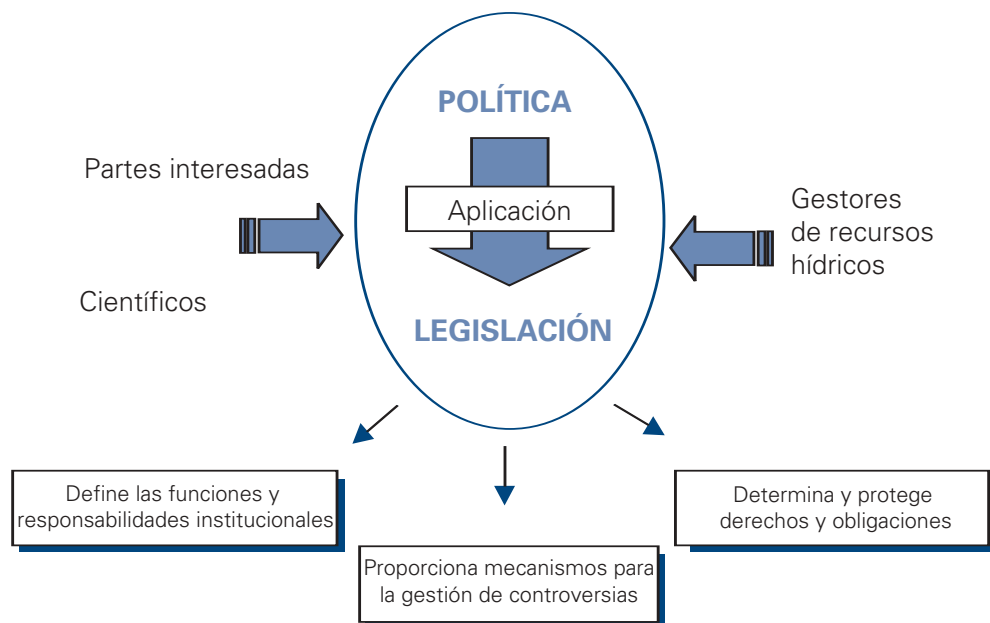 POLÍTICA
Partes interesadas
Aplicación
Gestores
de recursos
hídricos
Científicos
LEGISLACIÓN
Define las funciones y
responsabilidades institucionales
Proporciona mecanismos para
la gestión de controversias
Determina y protege
derechos y obligaciones